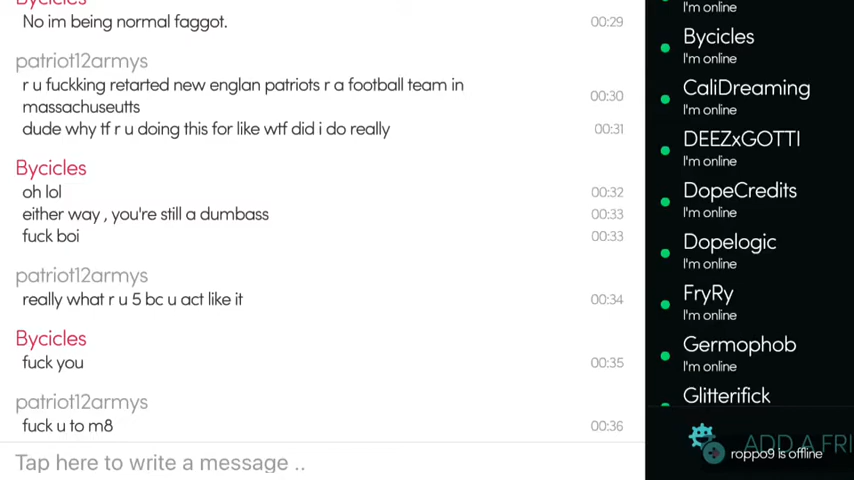 Bycicles
No im being normal faggot.
00:29
patriot12armys
r u fuckking retarted new englan patriots r a football team in
massachuseutts
00:30
dude why tf r u doing this for like wtf did i do really
00:31
Bycicles
oh lol
00:32
either way , you're still a dumbass
00:33
fuck boi
00:33
patriot12armys
really what r u 5 bc u act like it
00:34
Bycicles
fuck you
00:35
patriot12armys
fuck u to m8
00:36
Tap here to write a message ..
I'm online
Bycicles
I'm online
CaliDreaming
I'm online
DEEZxGOTTI
I'm online
DopeCredits
I'm online
Dopelogic
I'm online
FryRy
I'm online
Germophob
I'm online
Glitterifick
ADD A FRI
roppo9 is offline